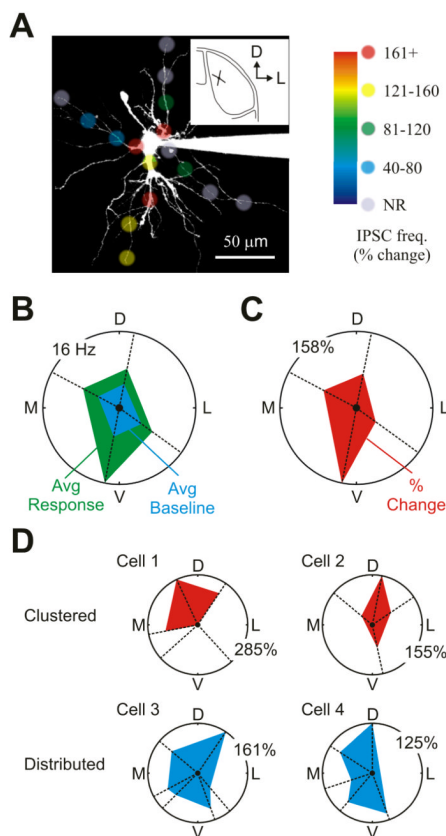 A
D
L
50 µm
161+
121-160
81-120
40-80
NR
IPSC freq.
(% change)
B
D
16 Hz
M
L
V
Avg
Response
Avg
Baseline
C
D
158%
M
L
V
%
Change
D
Clustered
Cell 1
D
M
L
V
285%
Cell 2
D
M
L
V
155%
Distributed
Cell 3
D
M
L
V
161%
Cell 4
D
M
L
V
125%